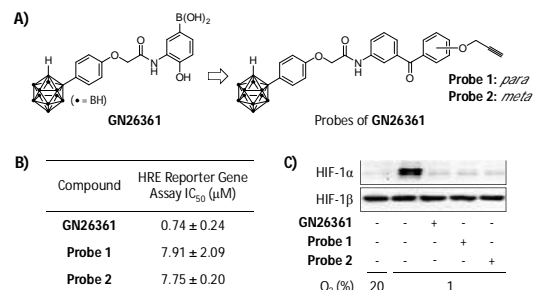 A)
B(OH)₂
H
O
O
N
H
OH
(• = BH)
GN26361
H
O
O
N
H
O
O
Probe 1: para
Probe 2: meta
Probes of GN26361
B)
Compound
HRE Reporter Gene
Assay IC₅₀ (μM)
GN26361 0.74 ± 0.24
Probe 1 7.91 ± 2.09
Probe 2 7.75 ± 0.20
C)
HIF-1α
HIF-1β
GN26361 - - + - -
Probe 1 - - - + -
Probe 2 - - - - +
O₂ (%) 20 1